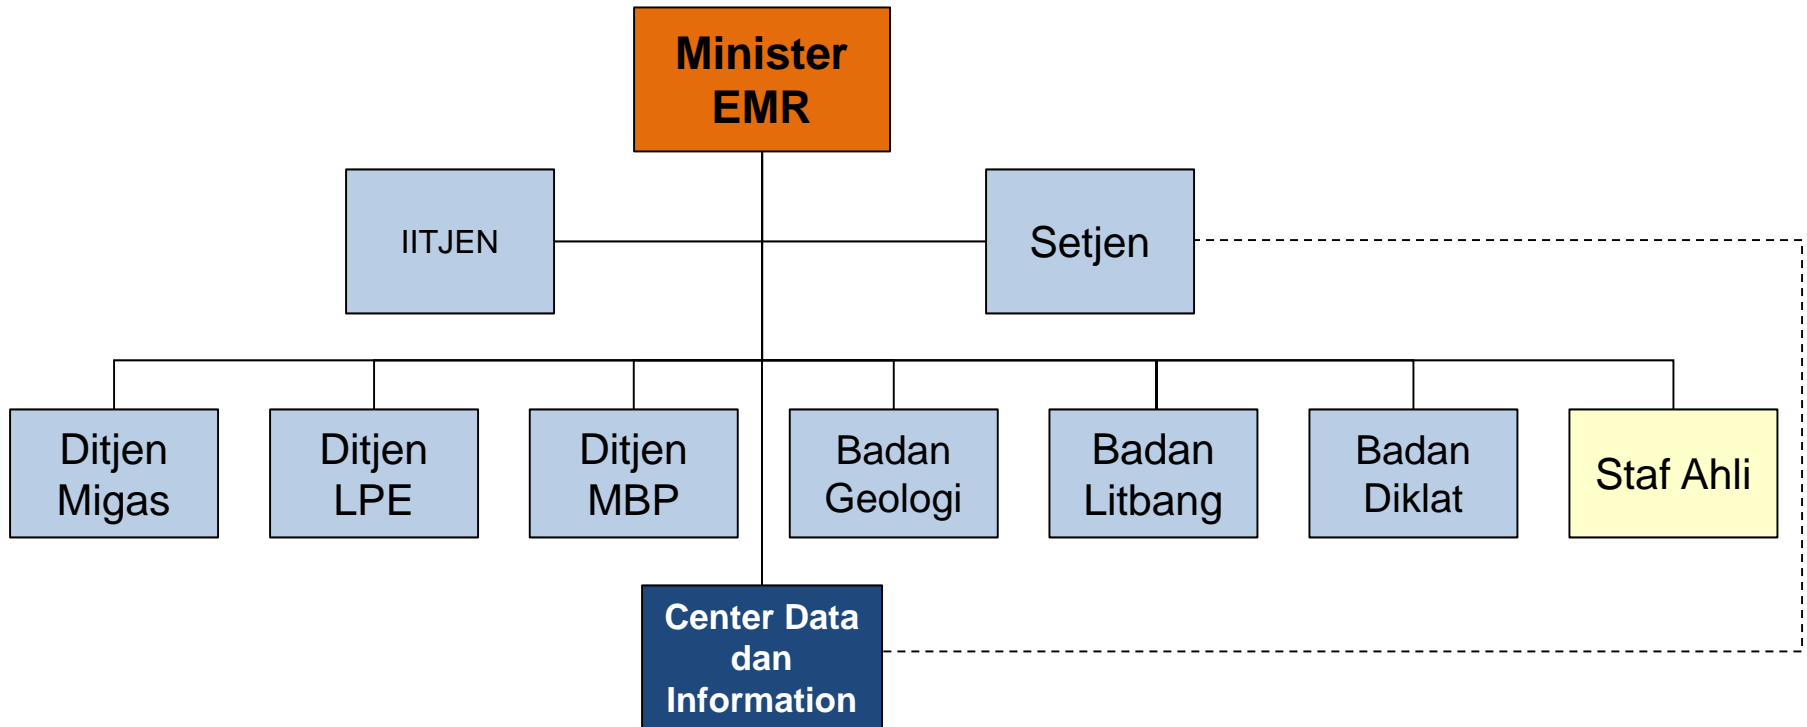 Minister
EMR
IITJEN
Setjen
Ditjen
Migas
Ditjen
LPE
Ditjen
MBP
Badan
Geologi
Badan
Litbang
Badan
Diklat
Staf Ahli
Center Data
dan
Information